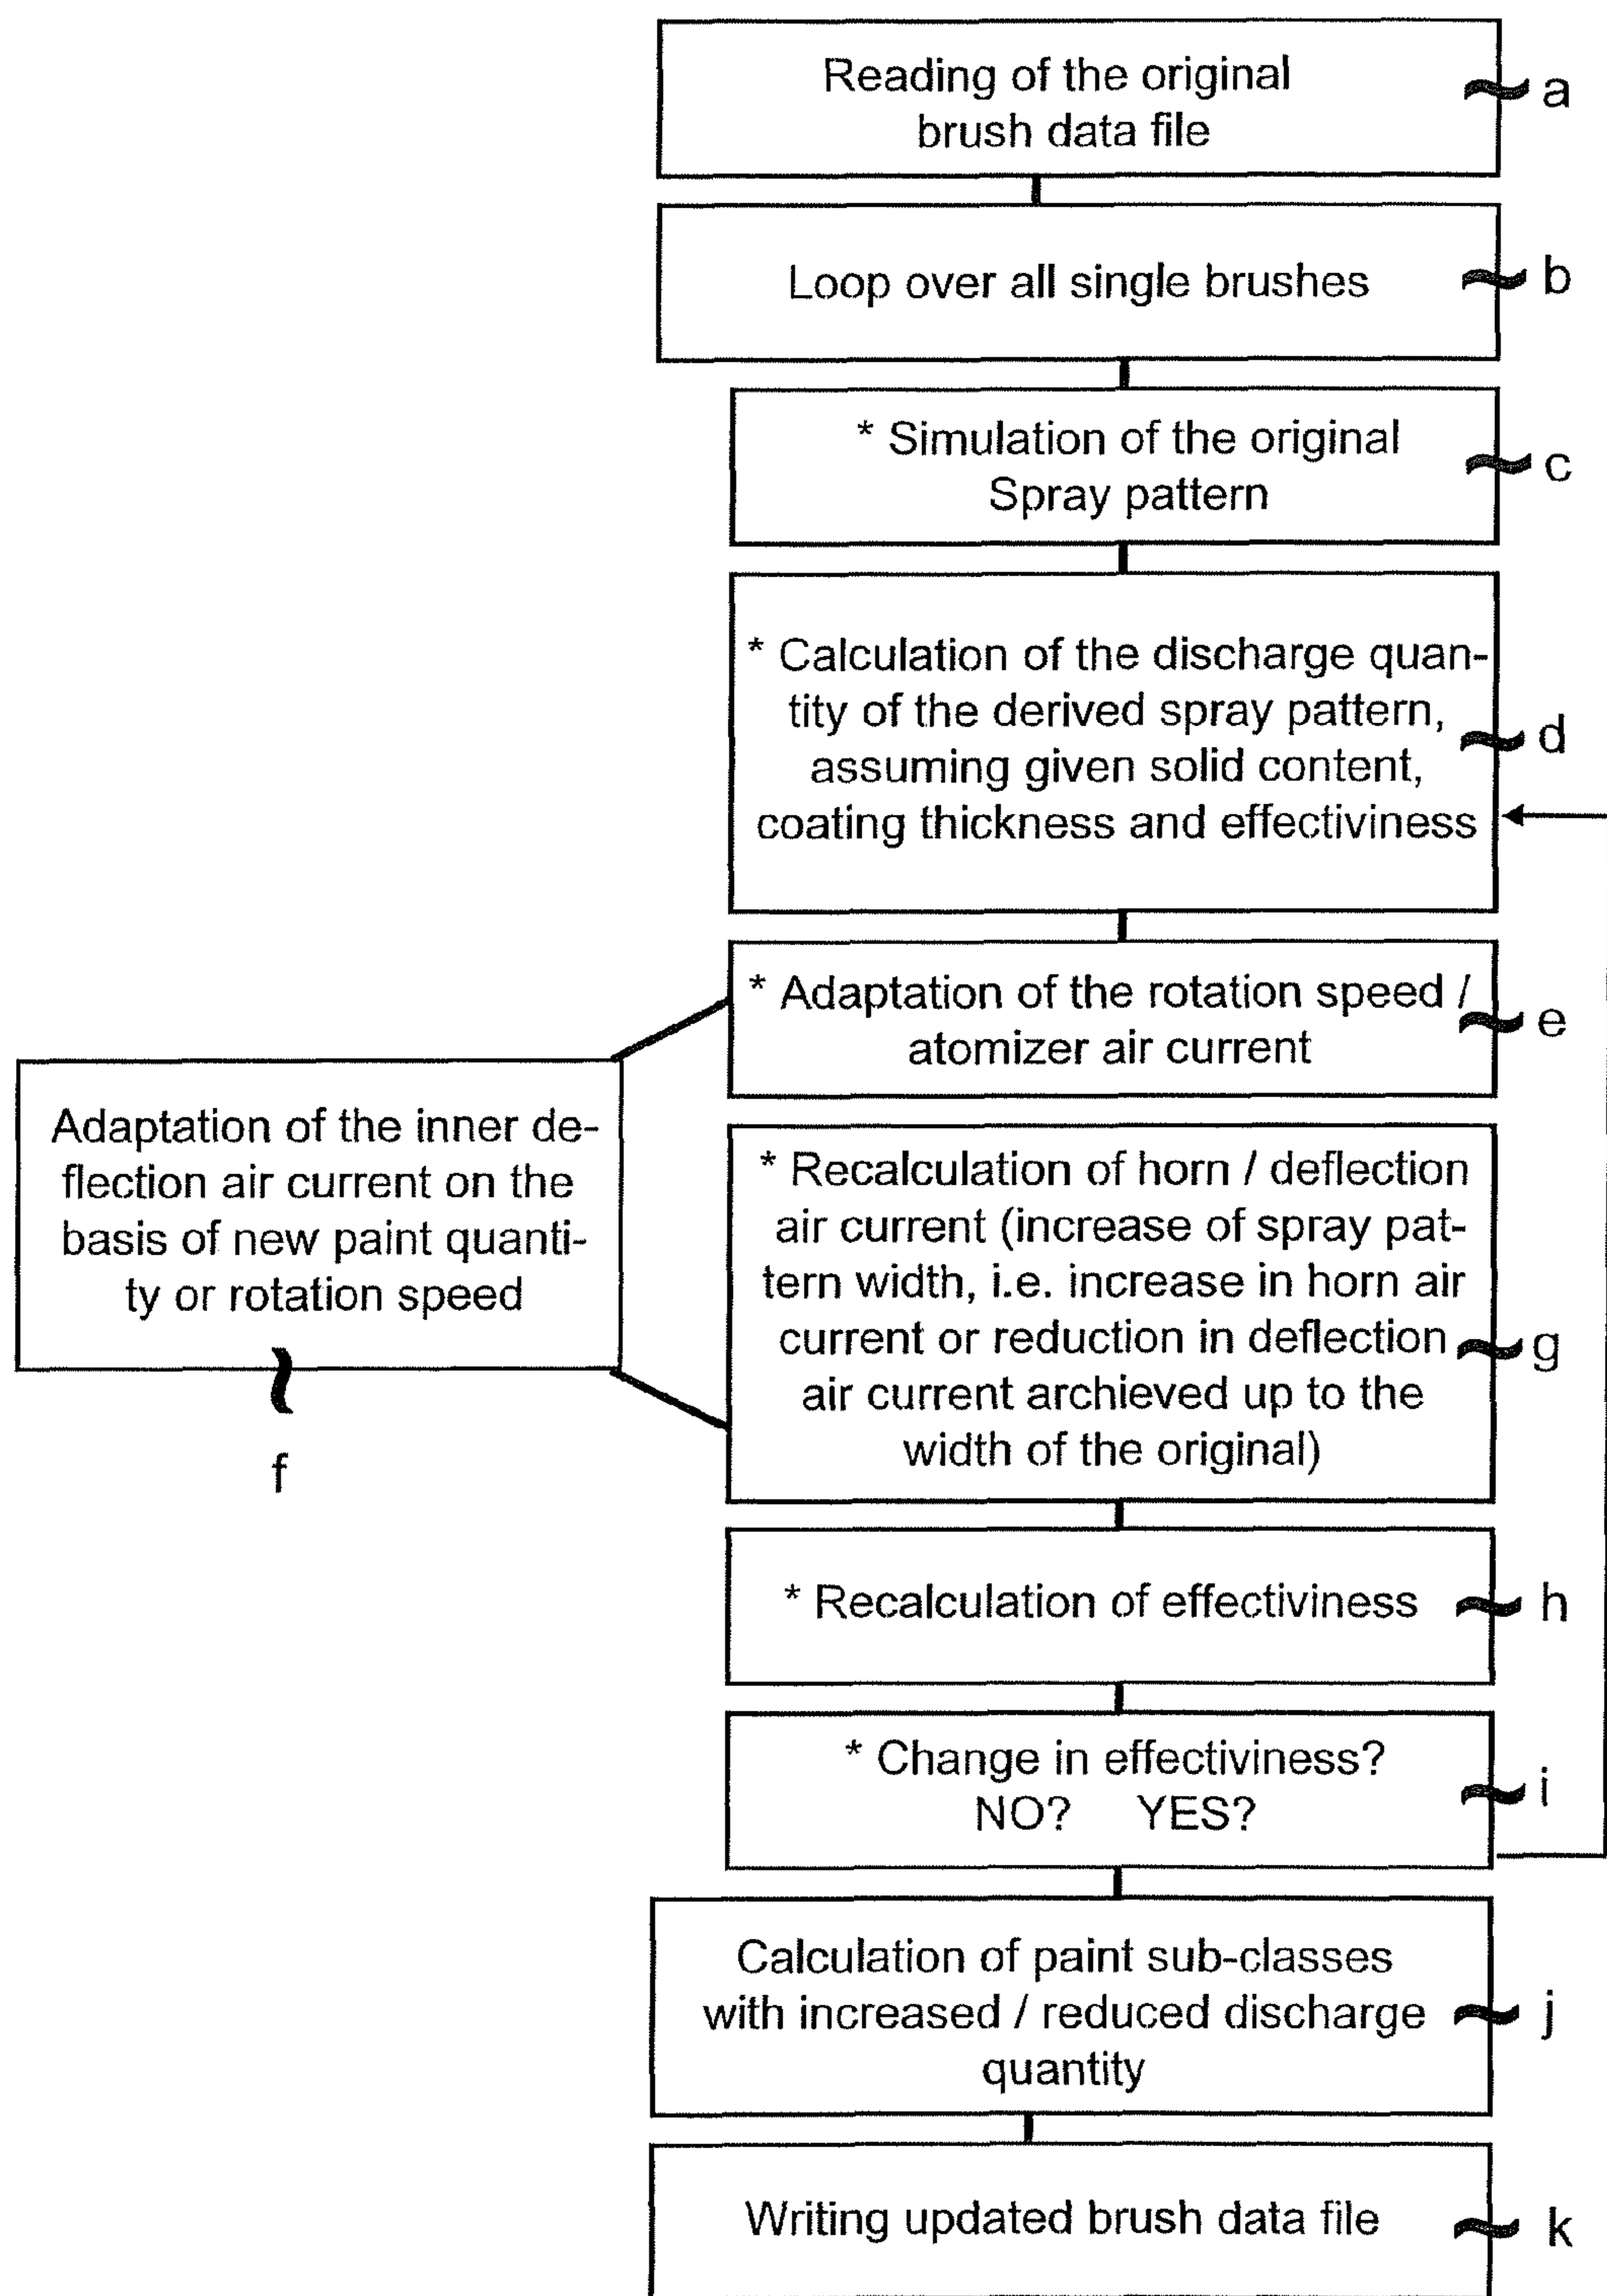 Reading of the original
brush data file
a
Loop over all single brushes
b
* Simulation of the original
Spray pattern
c
* Calculation of the discharge quan-
tity of the derived spray pattern,
assuming given solid content,
coating thickness and effectiviness
d
* Adaptation of the rotation speed /
atomizer air current
e
Adaptation of the inner de-
flection air current on the
basis of new paint quanti-
ty or rotation speed
f
* Recalculation of horn / deflection
air current (increase of spray pat-
tern width, i.e. increase in horn air
current or reduction in deflection
air current archieved up to the
width of the original)
g
* Recalculation of effectiviness
h
* Change in effectiviness?
NO? YES?
i
Calculation of paint sub-classes
with increased / reduced discharge
quantity
j
Writing updated brush data file
k